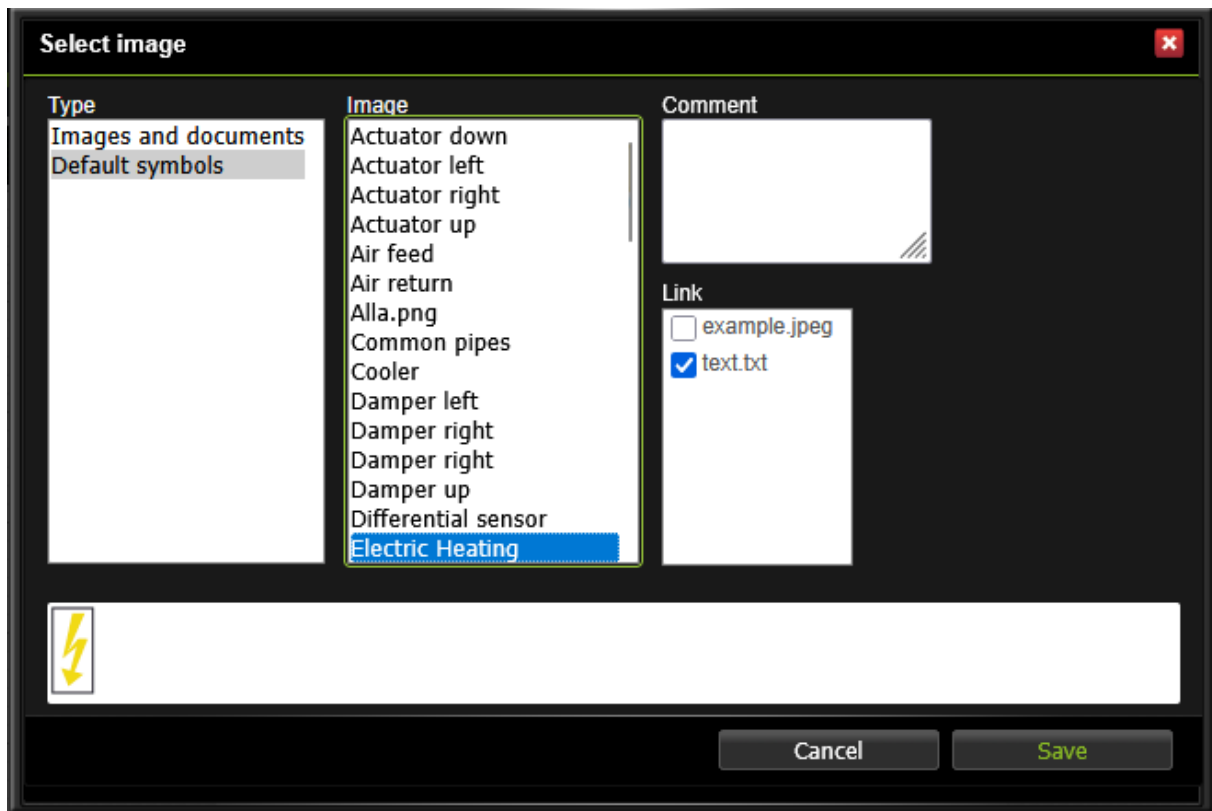 Select image
Type
Images and documents
Default symbols
Image
Actuator down
Actuator left
Actuator right
Actuator up
Air feed
Air return
Alla.png
Common pipes
Cooler
Damper left
Damper right
Damper right
Damper up
Differential sensor
Electric Heating
Comment
Link
example.jpeg
text.txt
Cancel
Save